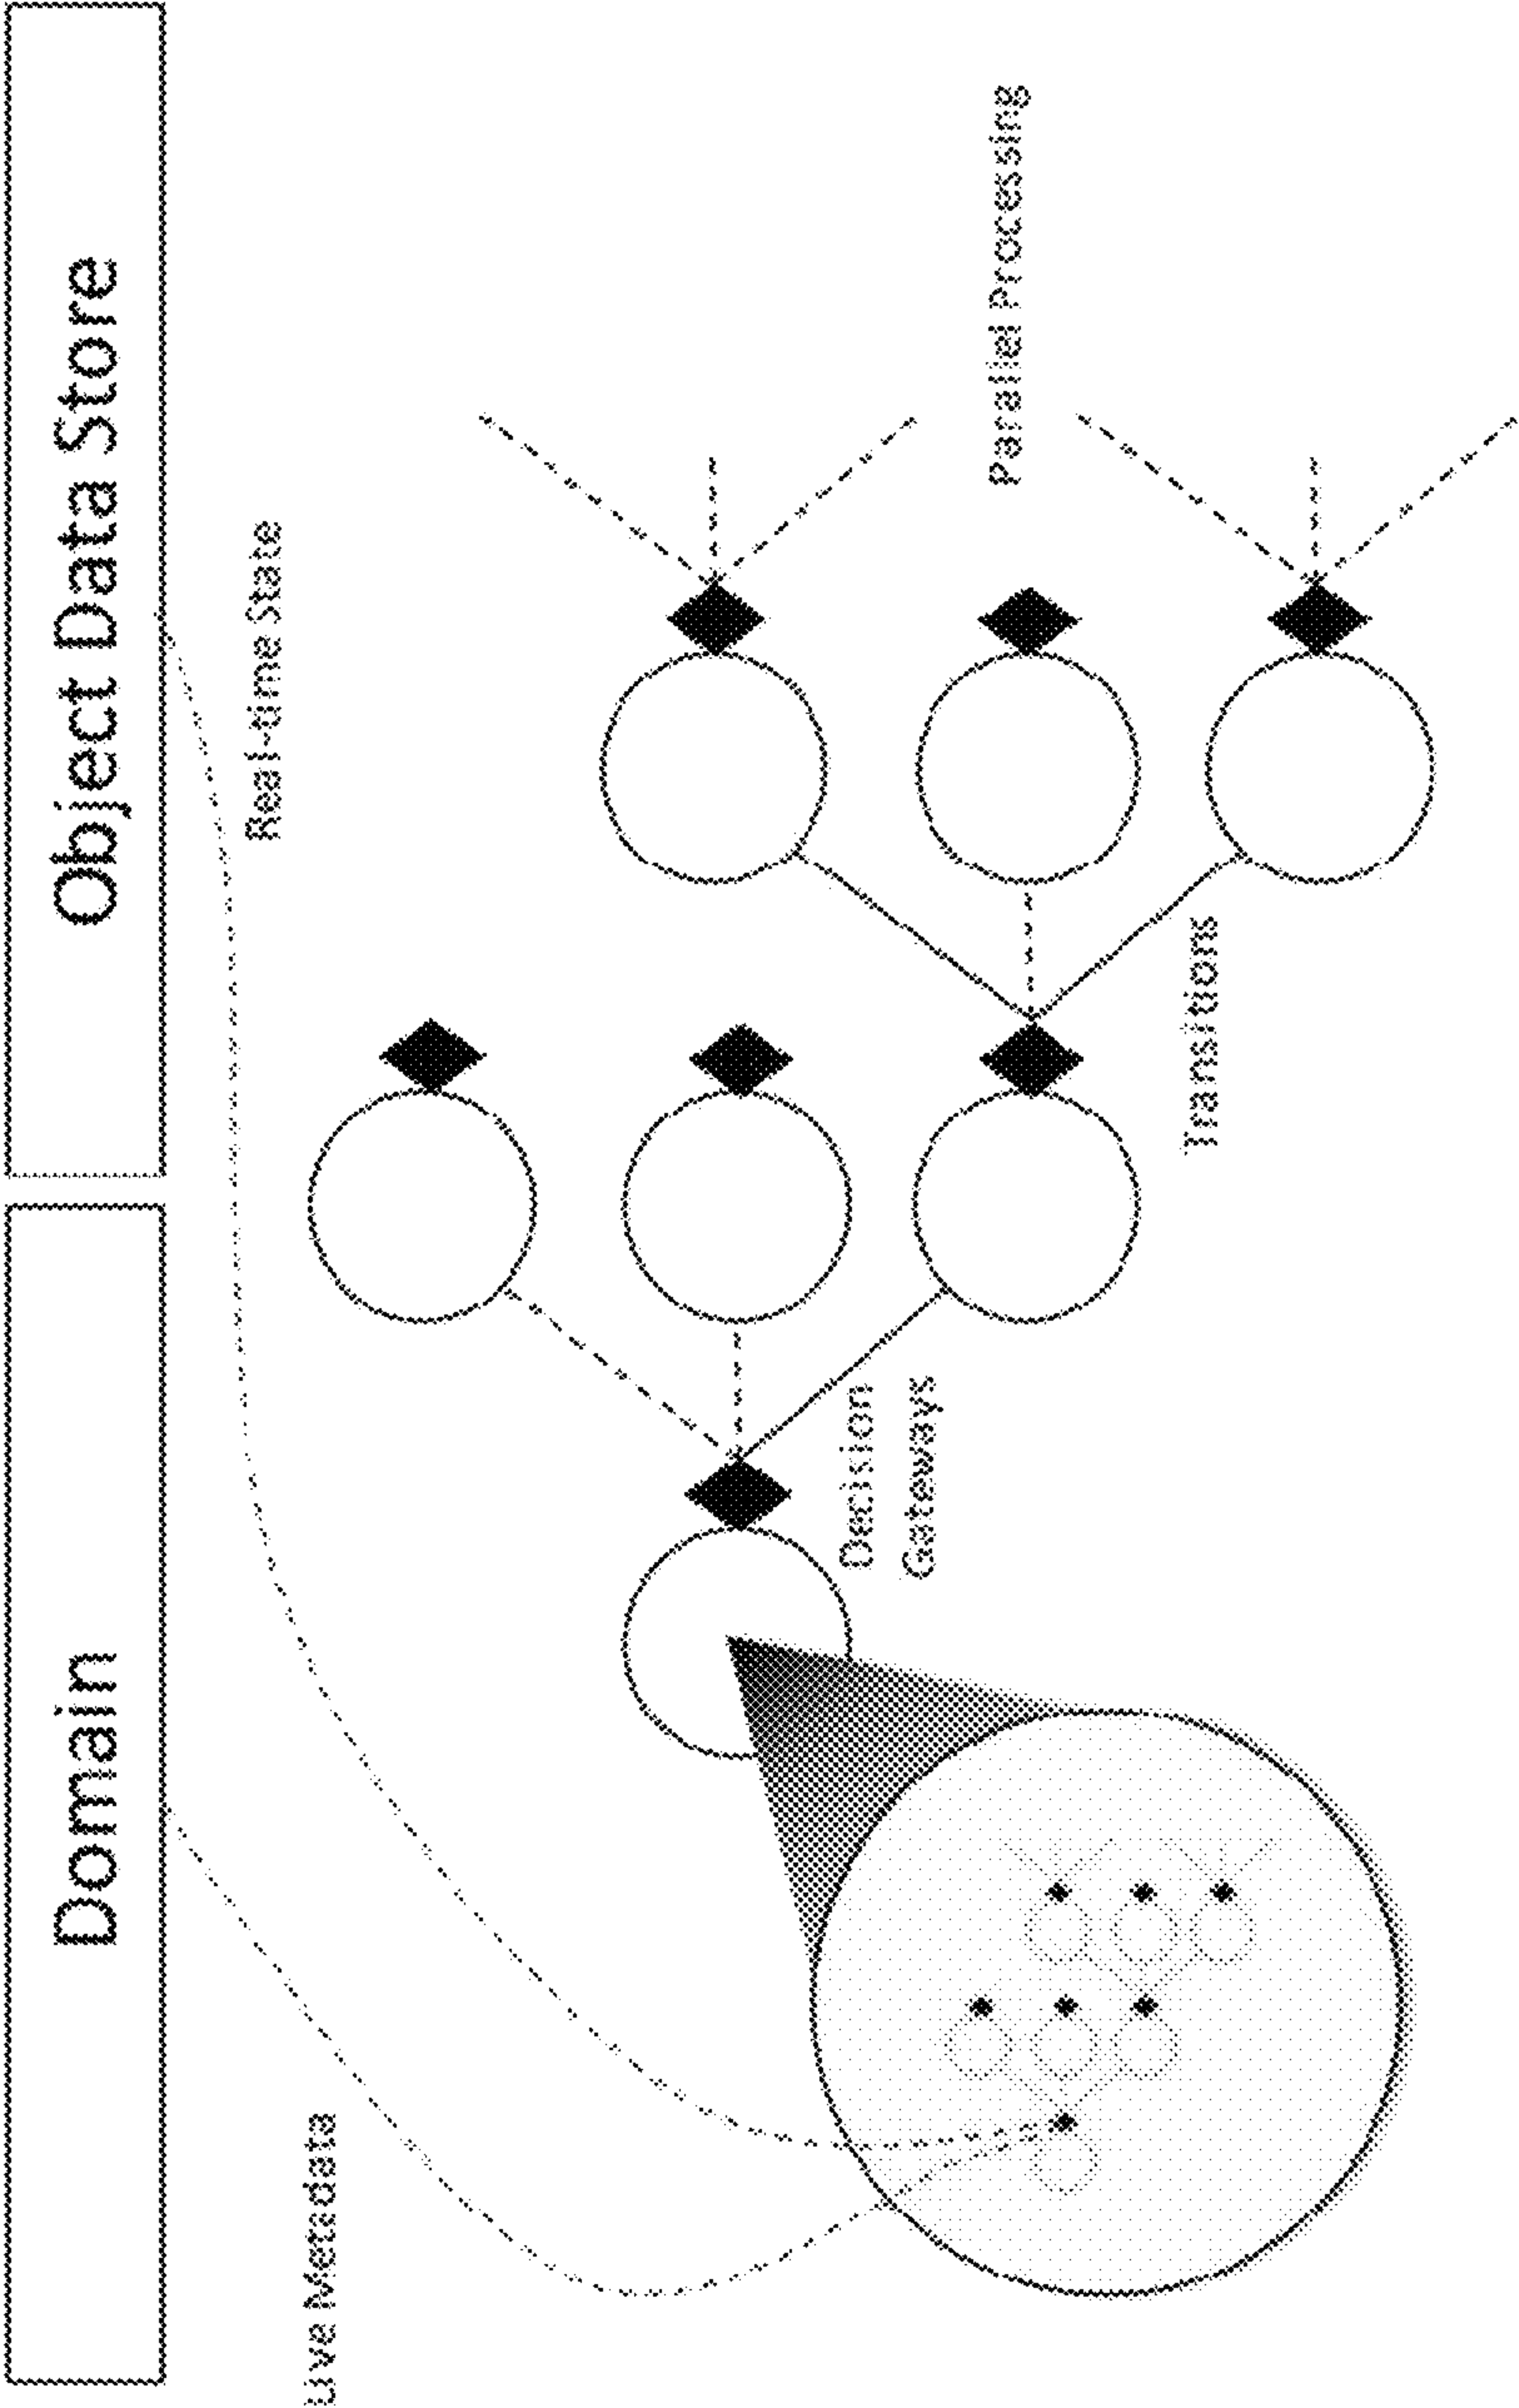 Domain
Object Data Store
Live Metadata
Real-time State
Decision
Gateways
Transitions
Parallel Processing